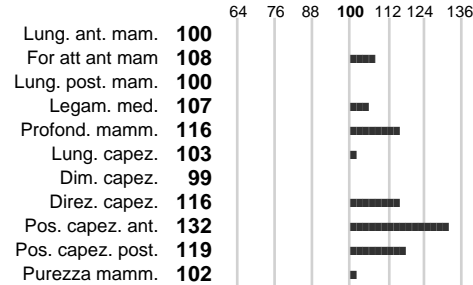 64 76 88 100 112 124 136
Lung. ant. mam. 100
For att ant mam 108
Lung. post. mam. 100
Legam. med. 107
Profond. mamm. 116
Lung. capez. 103
Dim. capez. 99
Direz. capez. 116
Pos. capez. ant. 132
Pos. capez. post. 119
Purezza mamm. 102